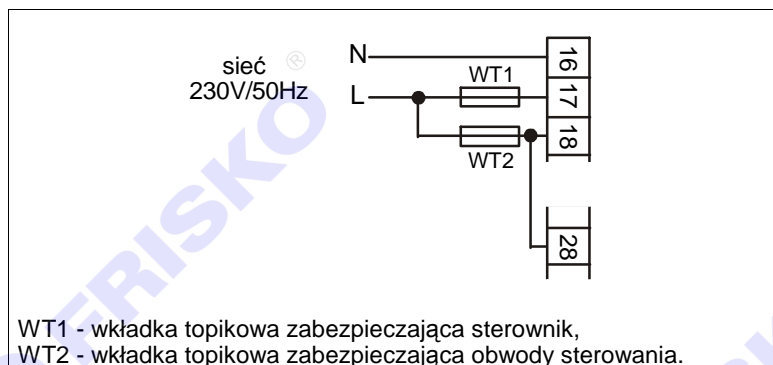 sieć
230V/50Hz
®
N
L
WT1
WT2
16
17
18
28
FRISKO
WT1 - wkładka topikowa zabezpieczająca sterownik,
WT2 - wkładka topikowa zabezpieczająca obwody sterowania.